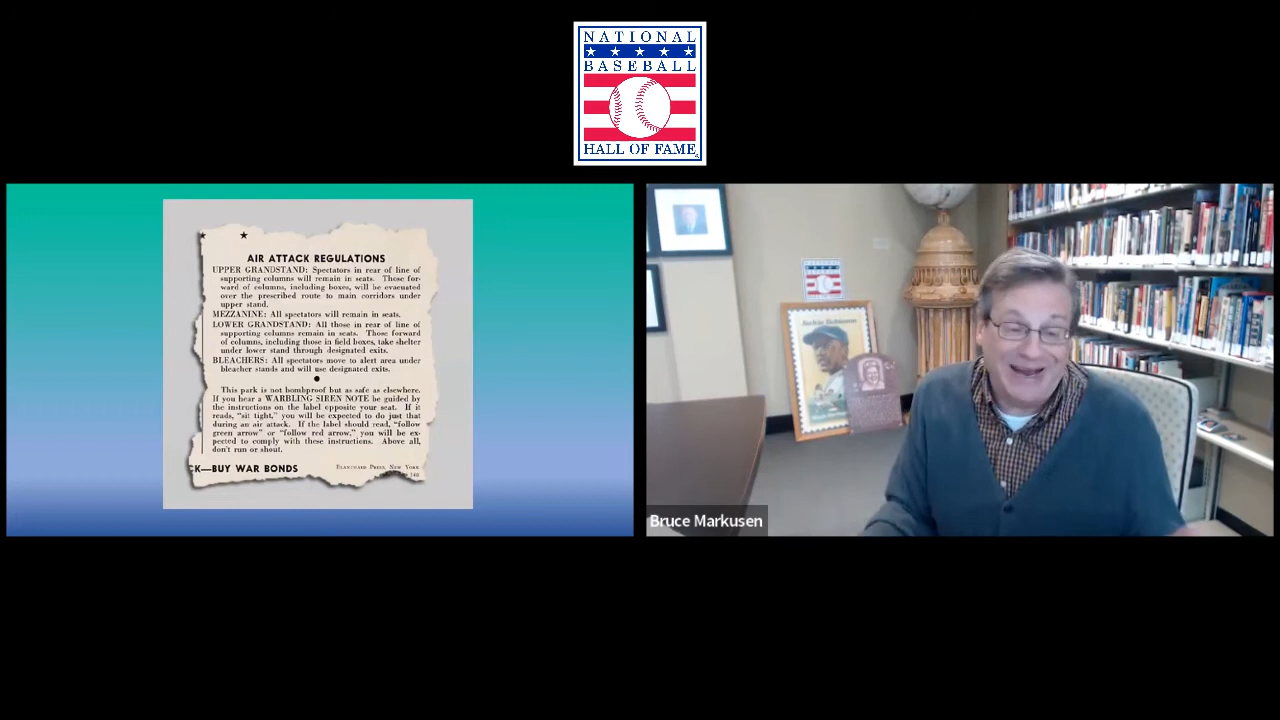 NATIONAL
BASEBALL
HALL OF FAME
AIR ATTACK REGULATIONS
UPPER GRANDSTAND: Spectators in rear of line of
supporting columns will remain in seats. Those for-
ward of columns, including boxes, will be evacuated
over the prescribed route to main corridors under
upper stand.
MEZZANINE: All spectators will remain in seats.
LOWER GRANDSTAND: All those in rear of line of
supporting columns remain in seats. Those forward
of columns, including those in field boxes, take shelter
under lower stand through designated exits.
BLEACHERS: All spectators move to alert area under
bleacher stands and will use designated exits.
This park is not bombproof but as safe as elsewhere.
If you hear a WARBLING SIREN NOTE be guided by
the instructions on the label opposite your seat. If it
reads, "sit tight," you will be expected to do just that
during an air attack. If the label should read, "follow
green arrow" or "follow red arrow," you will be ex-
pected to comply with these instructions. Above all,
don't run or shout.
CK—BUY WAR BONDS
Blanchard Press, New York
340
Jackie Robinson
Bruce Markusen